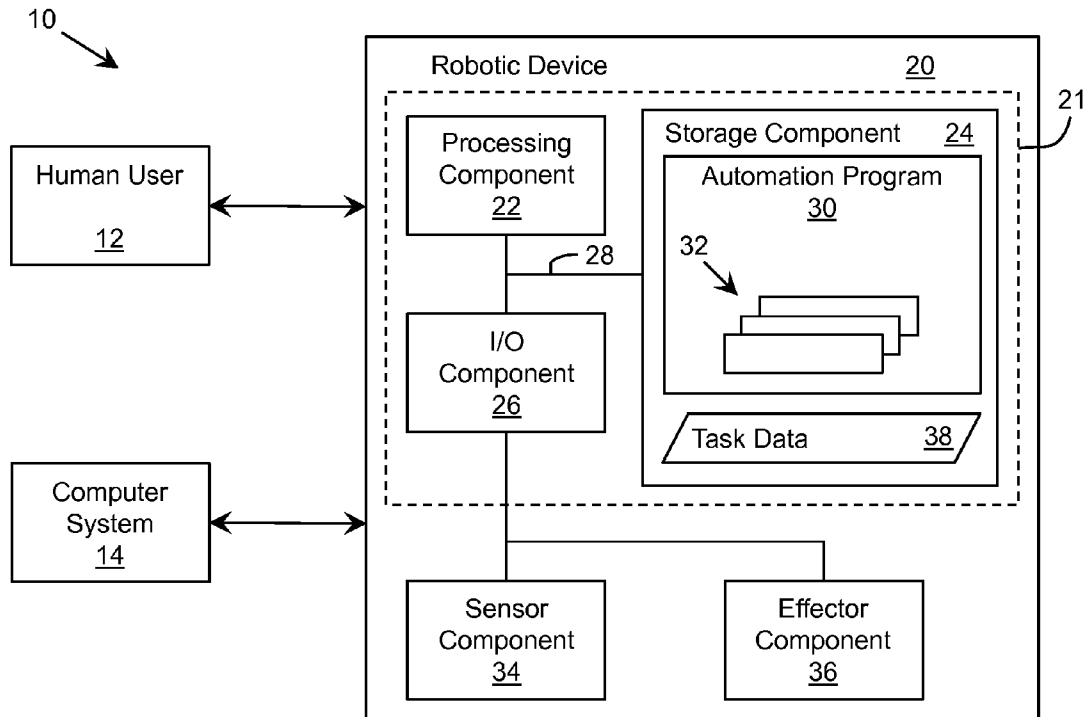 10
Robotic Device 20
21
Processing
Component
22
Storage Component 24
Automation Program
30
32
Human User
12
28
I/O
Component
26
Task Data 38
Computer
System
14
Sensor
Component
34
Effector
Component
36